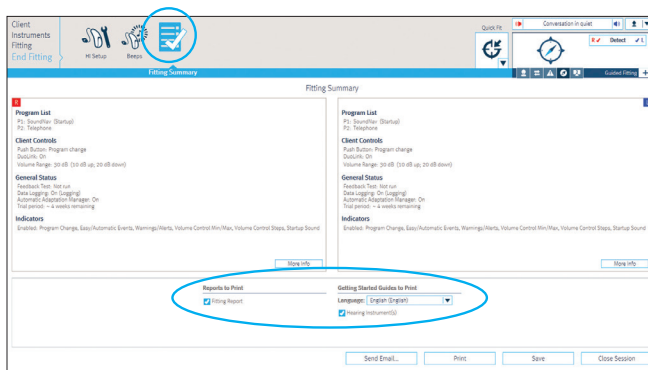 Client
Instruments
Fitting
End Fitting
HI Setup
Beeps
Fitting Summary
Quick Fit
Conversation in quiet
R
Detect
L
Guided Fitting
Fitting Summary
R
Program List
P1: SoundNav (Startup)
P2: Telephone
Client Controls
Push Button: Program change
DuoLink: On
Volume Range: 30 dB (10 dB up; 20 dB down)
General Status
Feedback Test: Not run
Data Logging: On (Logging)
Automatic Adaptation Manager: On
Trial period: ~ 4 weeks remaining
Indicators
Enabled: Program Change, Easy/Automatic Events, Warnings/Alerts, Volume Control Min/Max, Volume Control Steps, Startup Sound
More Info
Program List
P1: SoundNav (Startup)
P2: Telephone
Client Controls
Push Button: Program change
DuoLink: On
Volume Range: 30 dB (10 dB up; 20 dB down)
General Status
Feedback Test: Not run
Data Logging: On (Logging)
Automatic Adaptation Manager: On
Trial period: ~ 4 weeks remaining
Indicators
Enabled: Program Change, Easy/Automatic Events, Warnings/Alerts, Volume Control Min/Max, Volume Control Steps, Startup Sound
More Info
Reports to Print
Fitting Report
Getting Started Guides to Print
Language: English (English)
Hearing Instrument(s)
Send Email...
Print
Save
Close Session